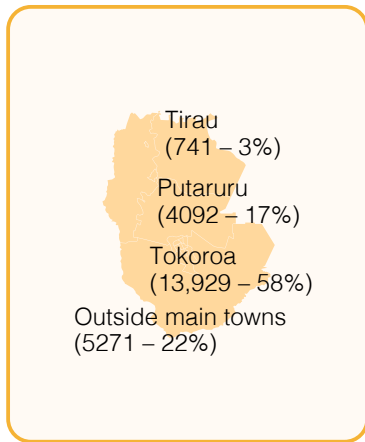 Tirau
(741 – 3%)
Putaruru
(4092 – 17%)
Tokoroa
(13,929 – 58%)
Outside main towns
(5271 – 22%)